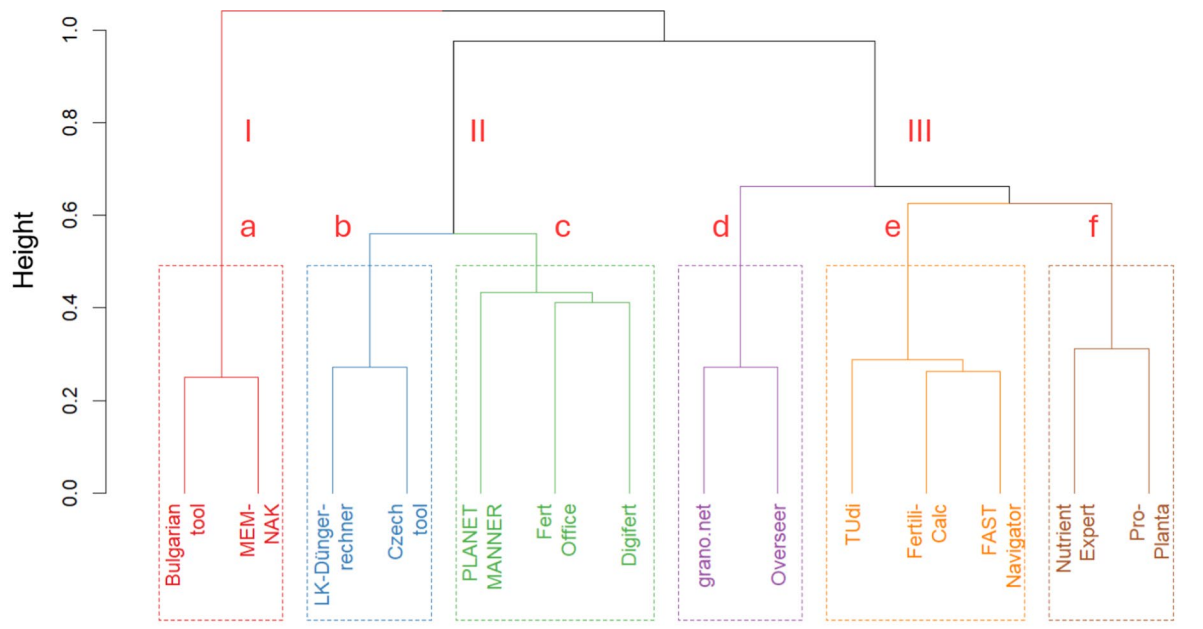 Height
1.0
0.8
0.6
0.4
0.2
0.0
I
II
III
a
b
c
d
e
f
Bulgarian
tool
MEM-
NAK
LK-Dünger-
rechner
Czech
tool
PLANET
MANNER
Fert
Office
Digifert
grano.net
Overseer
TUdi
Fertili-
Calc
FAST
Navigator
Nutrient
Expert
Pro-
Planta